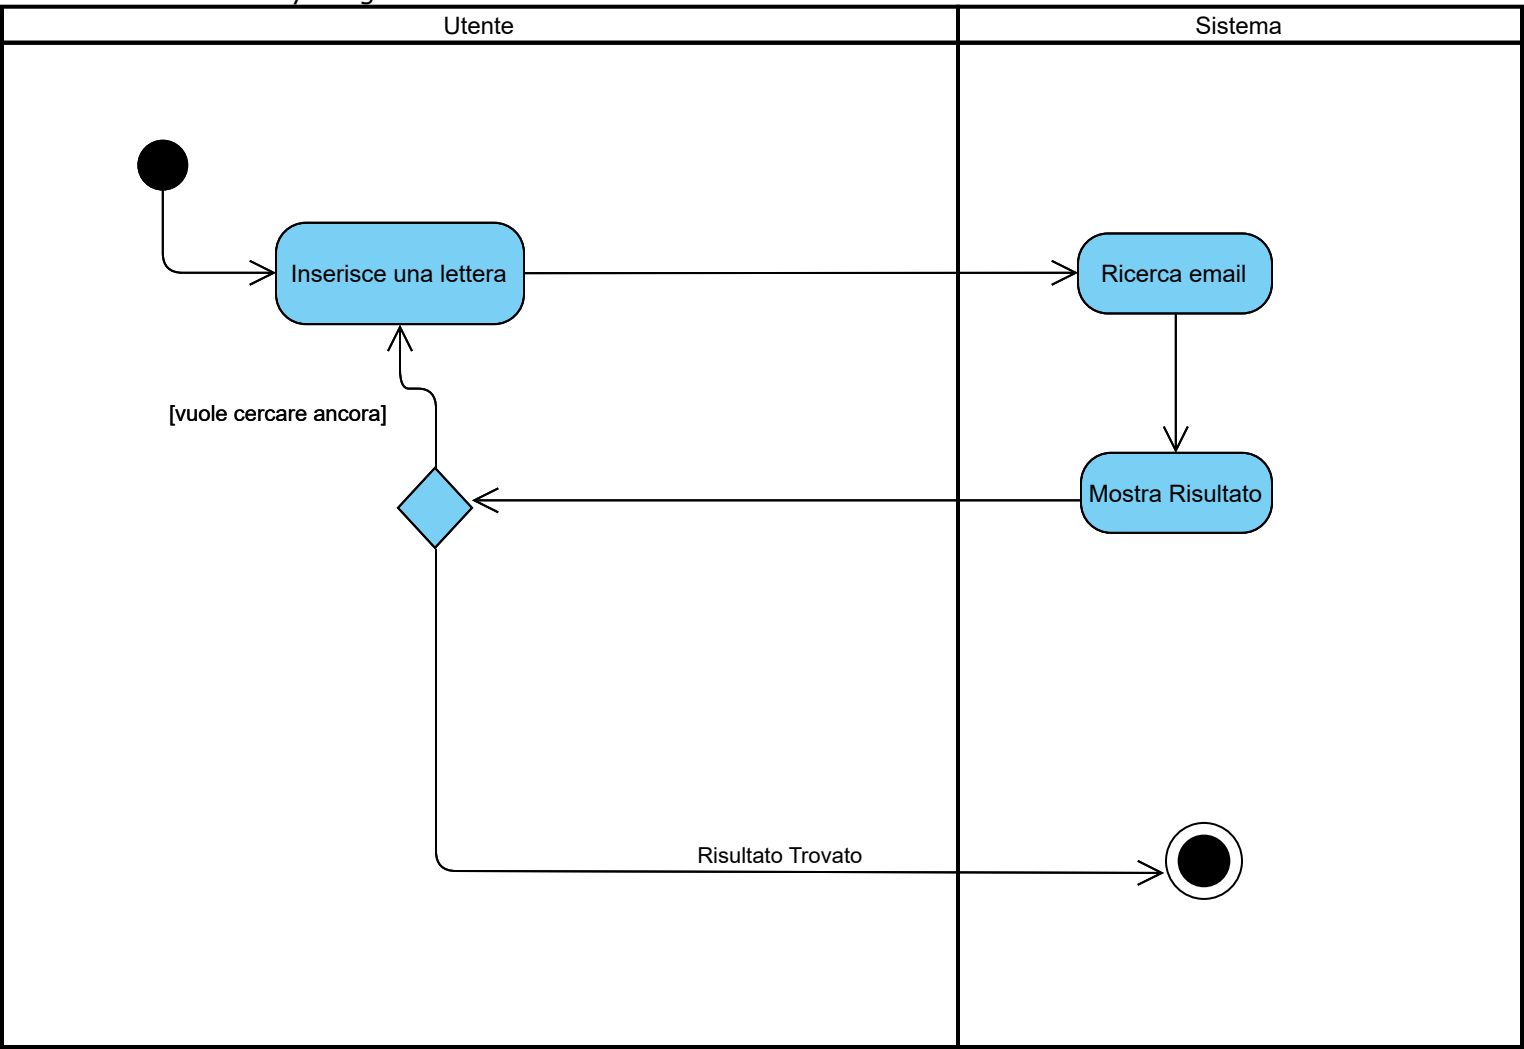 Utente
Sistema
Inserisce una lettera
Ricerca email
[vuole cercare ancora]
Mostra Risultato
Risultato Trovato